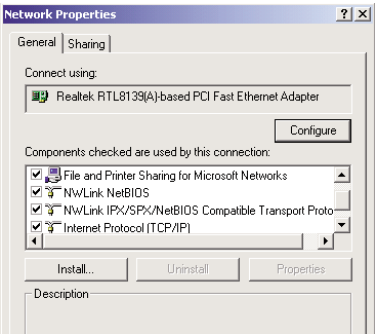 Network Properties
General Sharing
Connect using:
Realtek RTL8139(A)-based PCI Fast Ethernet Adapter
Configure
Components checked are used by this connection:
File and Printer Sharing for Microsoft Networks
NWLink NetBIOS
NWLink IPX/SPX/NetBIOS Compatible Transport Proto
Internet Protocol (TCP/IP)
Install... Uninstall Properties
Description